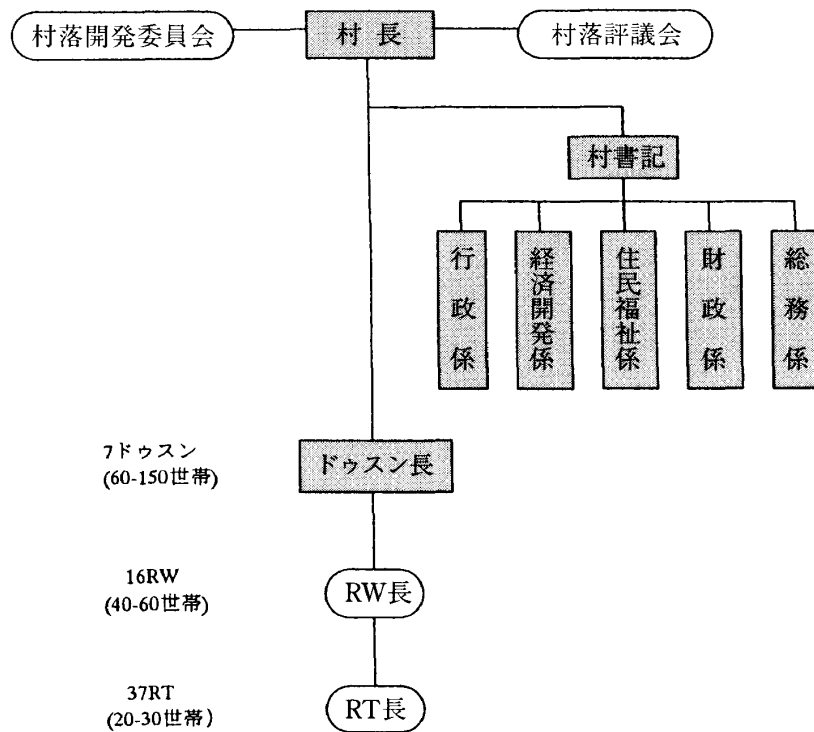 村落開発委員会
村長
村落評議会
村書記
行政係
経済開発係
住民福祉係
財政係
総務係
7ドゥスン
(60-150世帯)
ドゥスン長
16RW
(40-60世帯)
RW長
37RT
(20-30世帯)
RT長